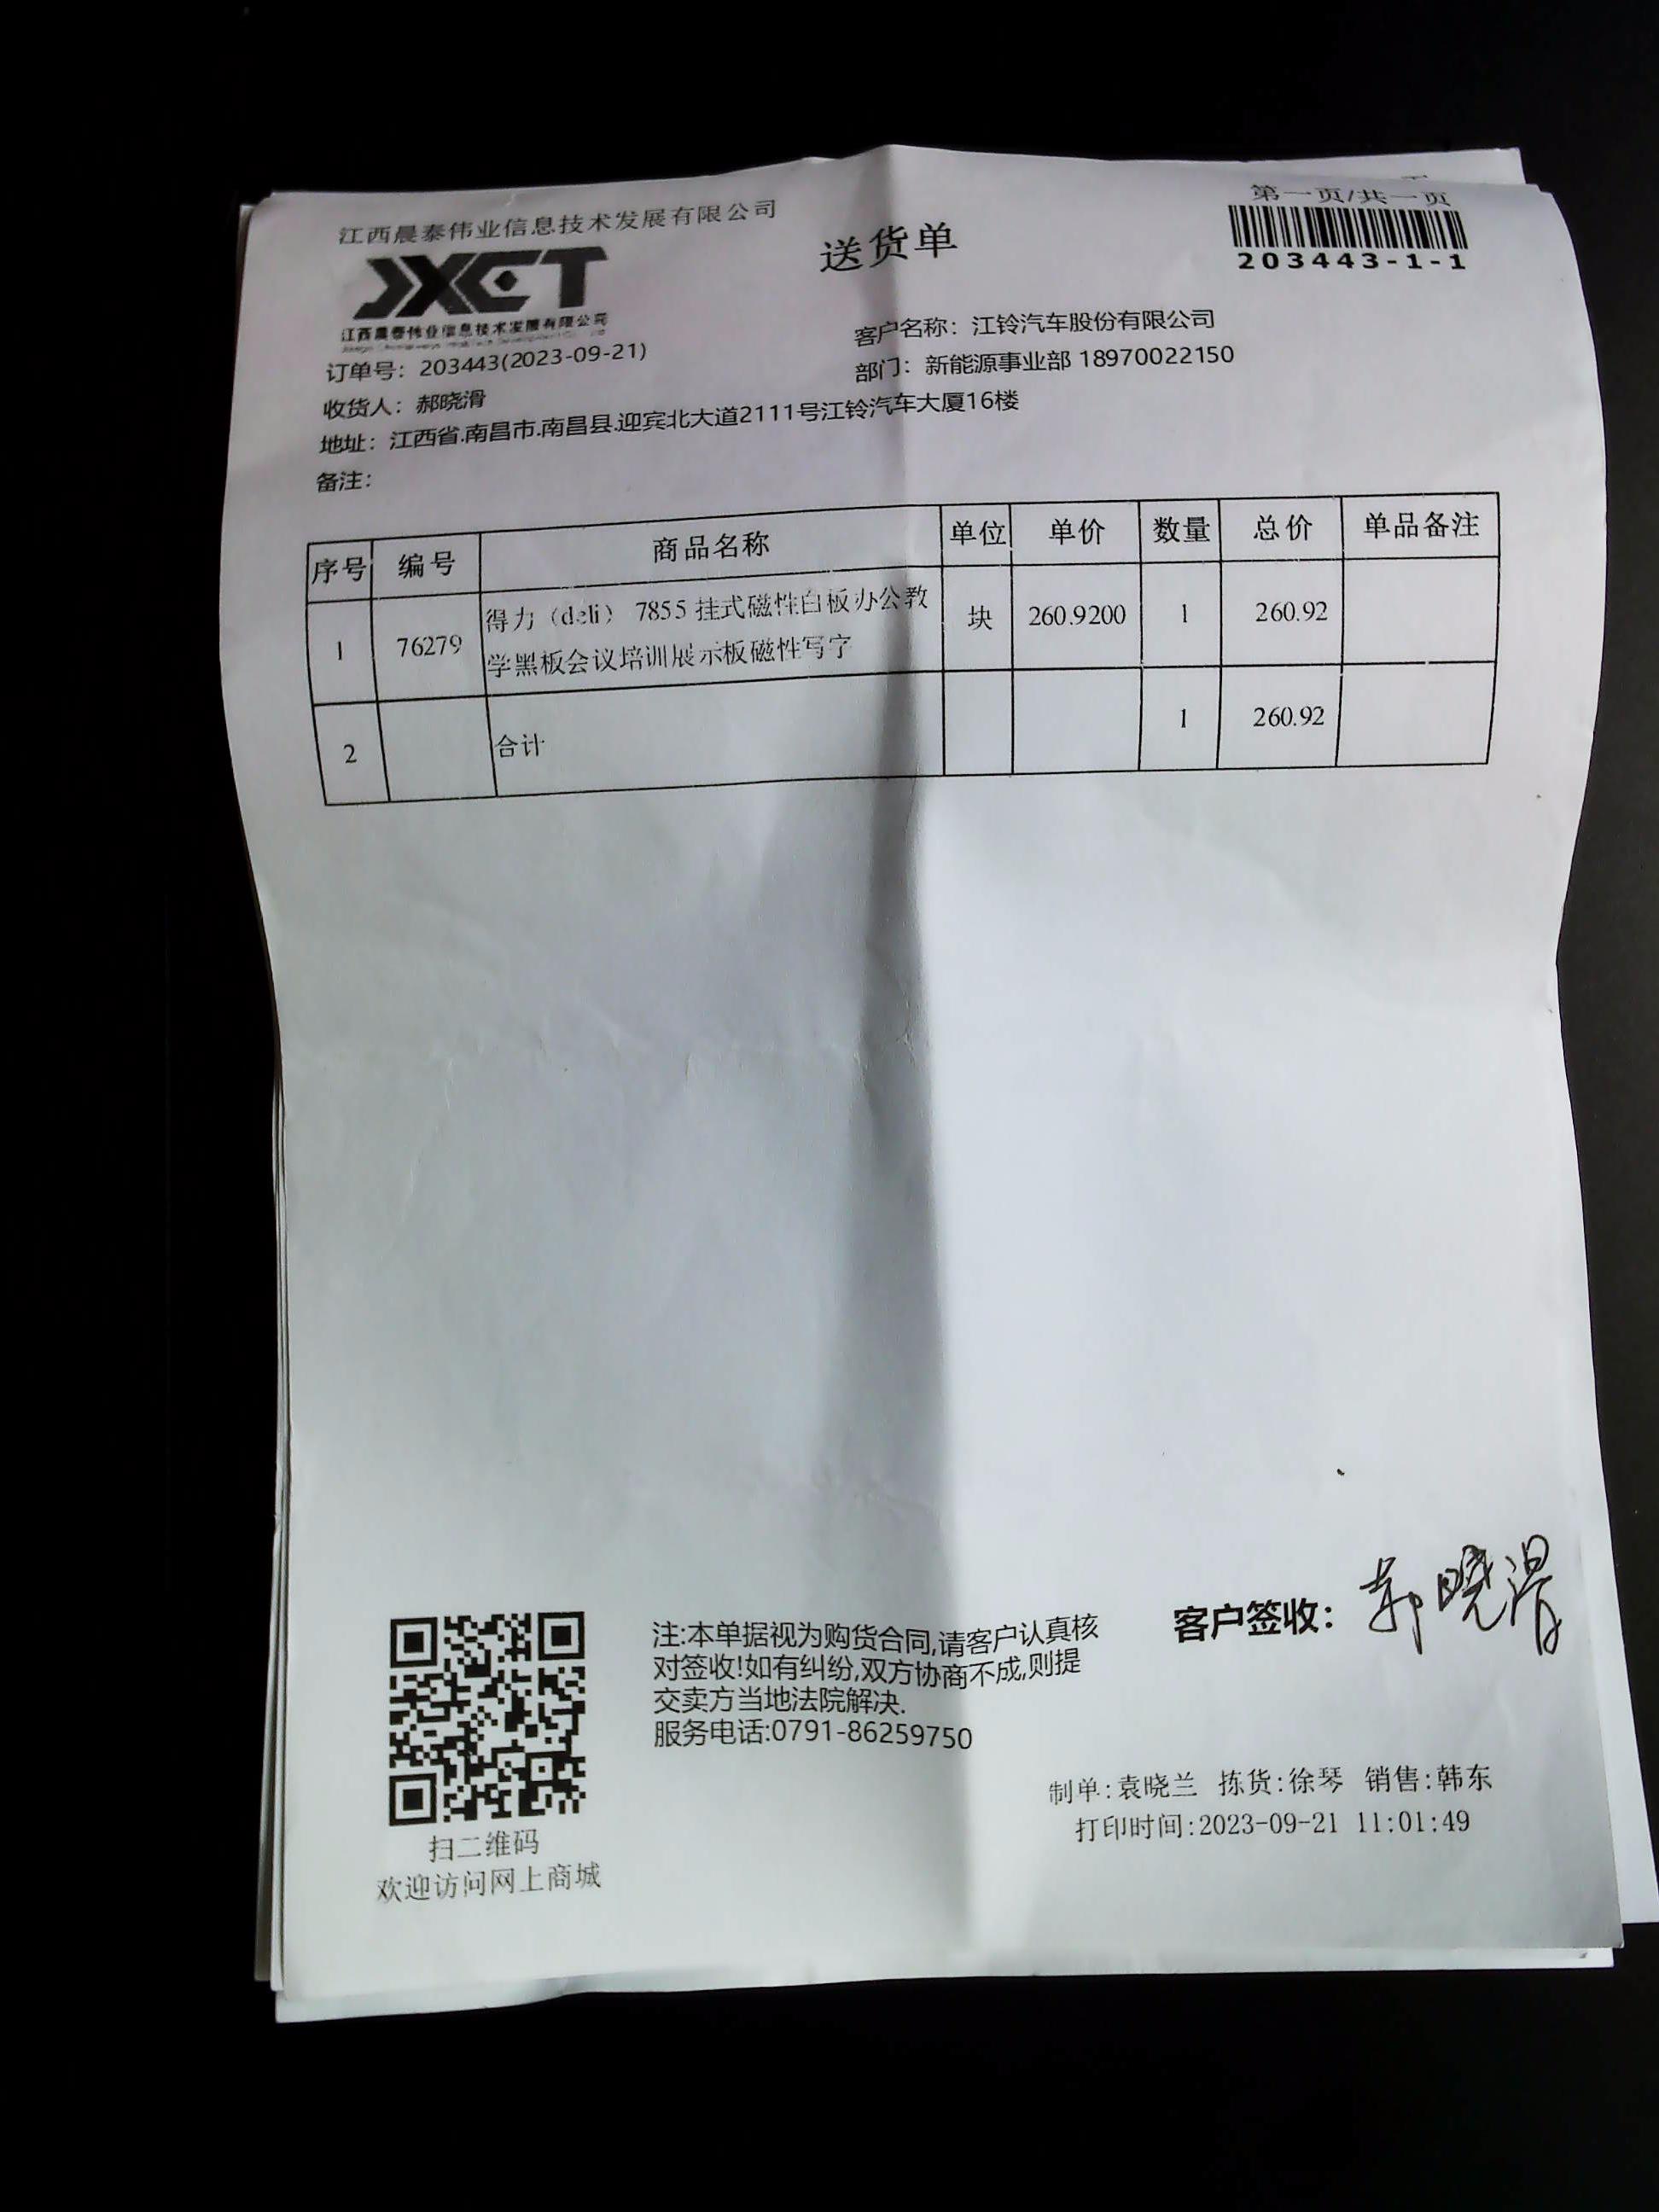 第一页/共一页
江西晨泰伟业信息技术发展有限公司
送货单
JXCT
203443-1-1
江西晨泰伟业信息技术发展有限公司
客户名称：江铃汽车股份有限公司
订单号：203443(2023-09-21)
部门：新能源事业部 18970022150
收货人：郝晓滑
地址：江西省.南昌市.南昌县.迎宾北大道2111号江铃汽车大厦16楼
备注：
序号 编号 商品名称 单位 单价 数量 总价 单品备注
1 76279 得力（deli） 7855 挂式磁性白板办公教 块 260.9200 1 260.92
学黑板会议培训展示板磁性写字
2 合计 1 260.92
客户签收：郝晓滑
注:本单据视为购货合同,请客户认真核
对签收!如有纠纷,双方协商不成,则提
交卖方当地法院解决.
服务电话:0791-86259750
制单:袁晓兰 拣货:徐琴 销售:韩东
打印时间:2023-09-21 11:01:49
扫二维码
欢迎访问网上商城